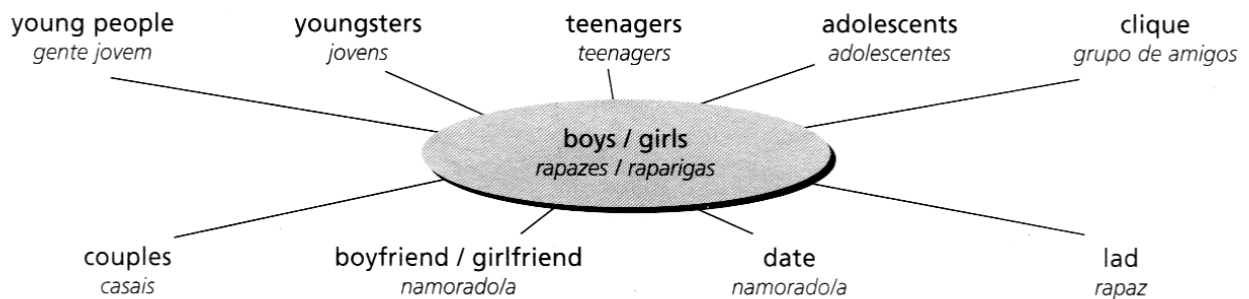 young people
gente jovem
youngsters
jovens
teenagers
teenagers
adolescents
adolescentes
clique
grupo de amigos
boys / girls
rapazes / raparigas
couples
casais
boyfriend / girlfriend
namorado/a
date
namorado/a
lad
rapaz